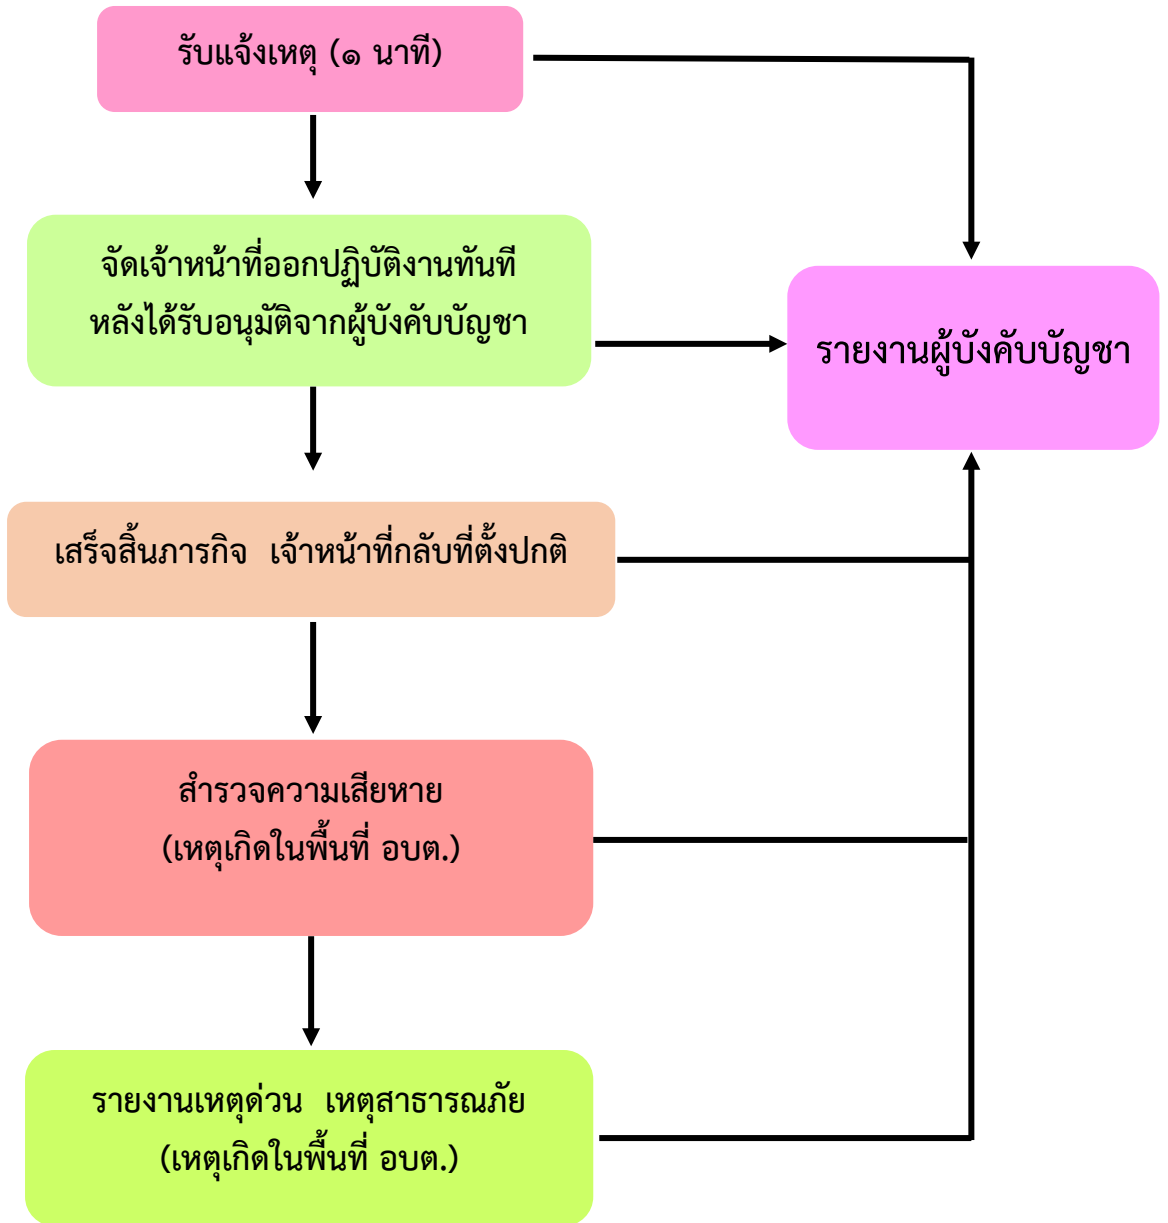 รับแจ้งเหตุ (๑ นาที)
จัดเจ้าหน้าที่ออกปฏิบัติงานทันที
หลังได้รับอนุมัติจากผู้บังคับบัญชา
รายงานผู้บังคับบัญชา
เสร็จสิ้นภารกิจ เจ้าหน้าที่กลับที่ตั้งปกติ
สำรวจความเสียหาย
(เหตุเกิดในพื้นที่ อบต.)
รายงานเหตุด่วน เหตุสาธารณภัย
(เหตุเกิดในพื้นที่ อบต.)